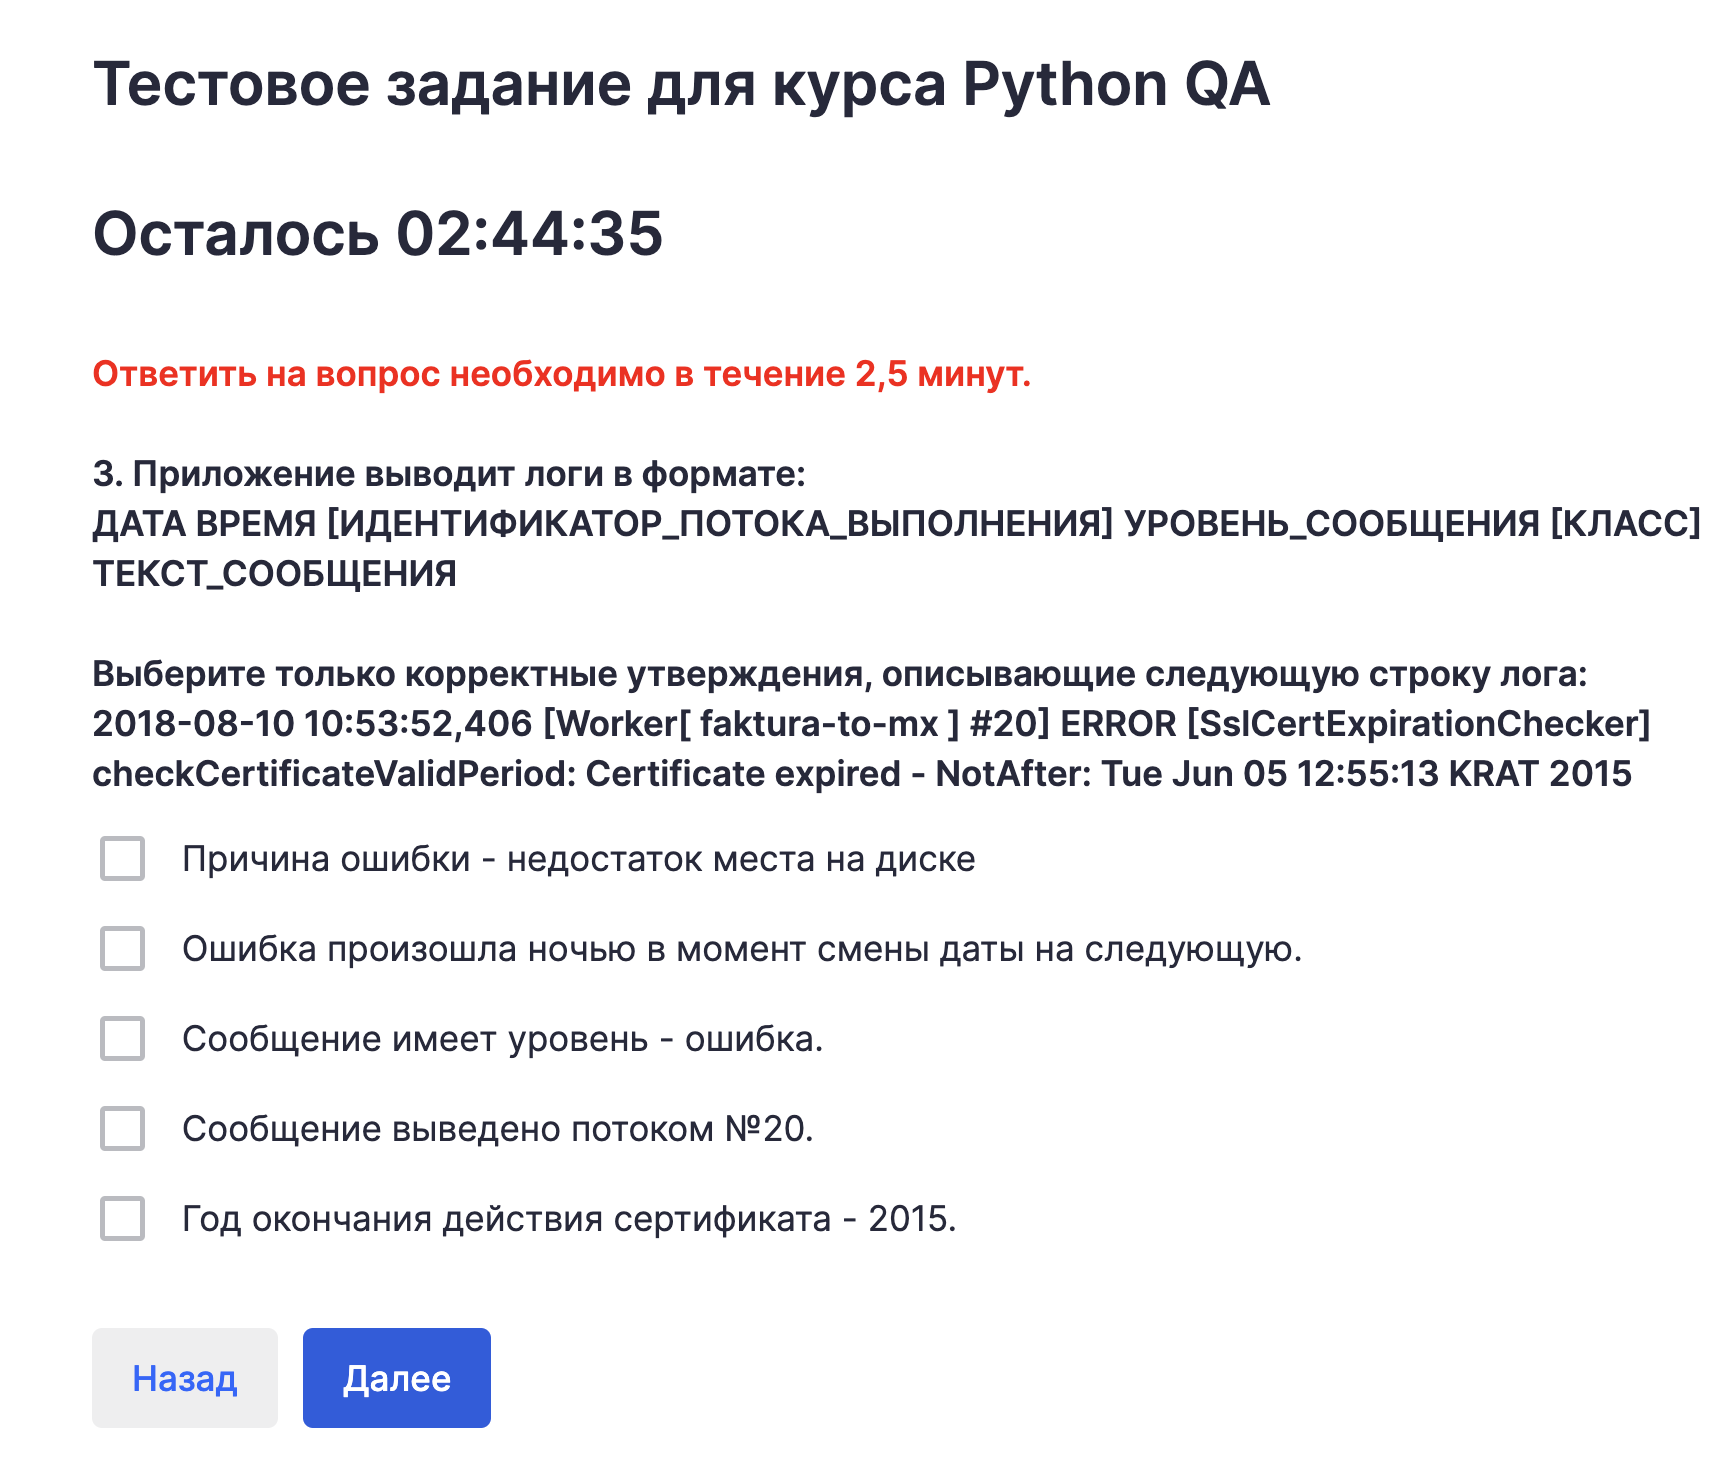 Тестовое задание для курса Python QA
Осталось 02:44:35
Ответить на вопрос необходимо в течение 2,5 минут.
3. Приложение выводит логи в формате:
ДАТА ВРЕМЯ [ИДЕНТИФИКАТОР_ПОТОКА_ВЫПОЛНЕНИЯ] УРОВЕНЬ_СООБЩЕНИЯ [КЛАСС]
ТЕКСТ_СООБЩЕНИЯ
Выберите только корректные утверждения, описывающие следующую строку лога:
2018-08-10 10:53:52,406 [Worker[ faktura-to-mx ] #20] ERROR [SslCertExpirationChecker]
checkCertificateValidPeriod: Certificate expired - NotAfter: Tue Jun 05 12:55:13 KRAT 2015
Причина ошибки - недостаток места на диске
Ошибка произошла ночью в момент смены даты на следующую.
Сообщение имеет уровень - ошибка.
Сообщение выведено потоком №20.
Год окончания действия сертификата - 2015.
Назад
Далее